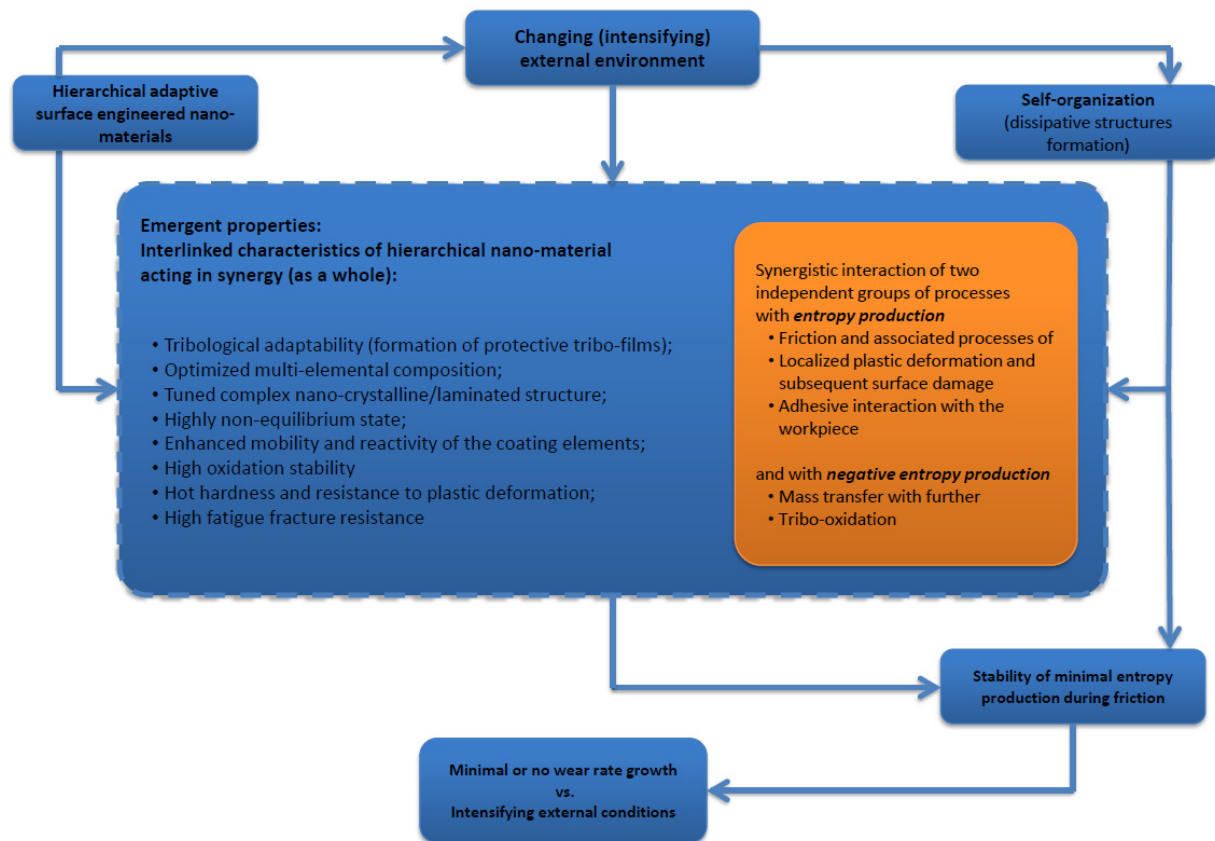 Changing (intensifying)
external environment
Hierarchical adaptive
surface engineered nano-
materials
Self-organization
(dissipative structures
formation)
Emergent properties:
Interlinked characteristics of hierarchical nano-material
acting in synergy (as a whole):
• Tribological adaptability (formation of protective tribo-films);
• Optimized multi-elemental composition;
• Tuned complex nano-crystalline/laminated structure;
• Highly non-equilibrium state;
• Enhanced mobility and reactivity of the coating elements;
• High oxidation stability
• Hot hardness and resistance to plastic deformation;
• High fatigue fracture resistance
Synergistic interaction of two
independent groups of processes
with entropy production
• Friction and associated processes of
• Localized plastic deformation and
subsequent surface damage
• Adhesive interaction with the
workpiece
and with negative entropy production
• Mass transfer with further
• Tribo-oxidation
Stability of minimal entropy
production during friction
Minimal or no wear rate growth
vs.
Intensifying external conditions